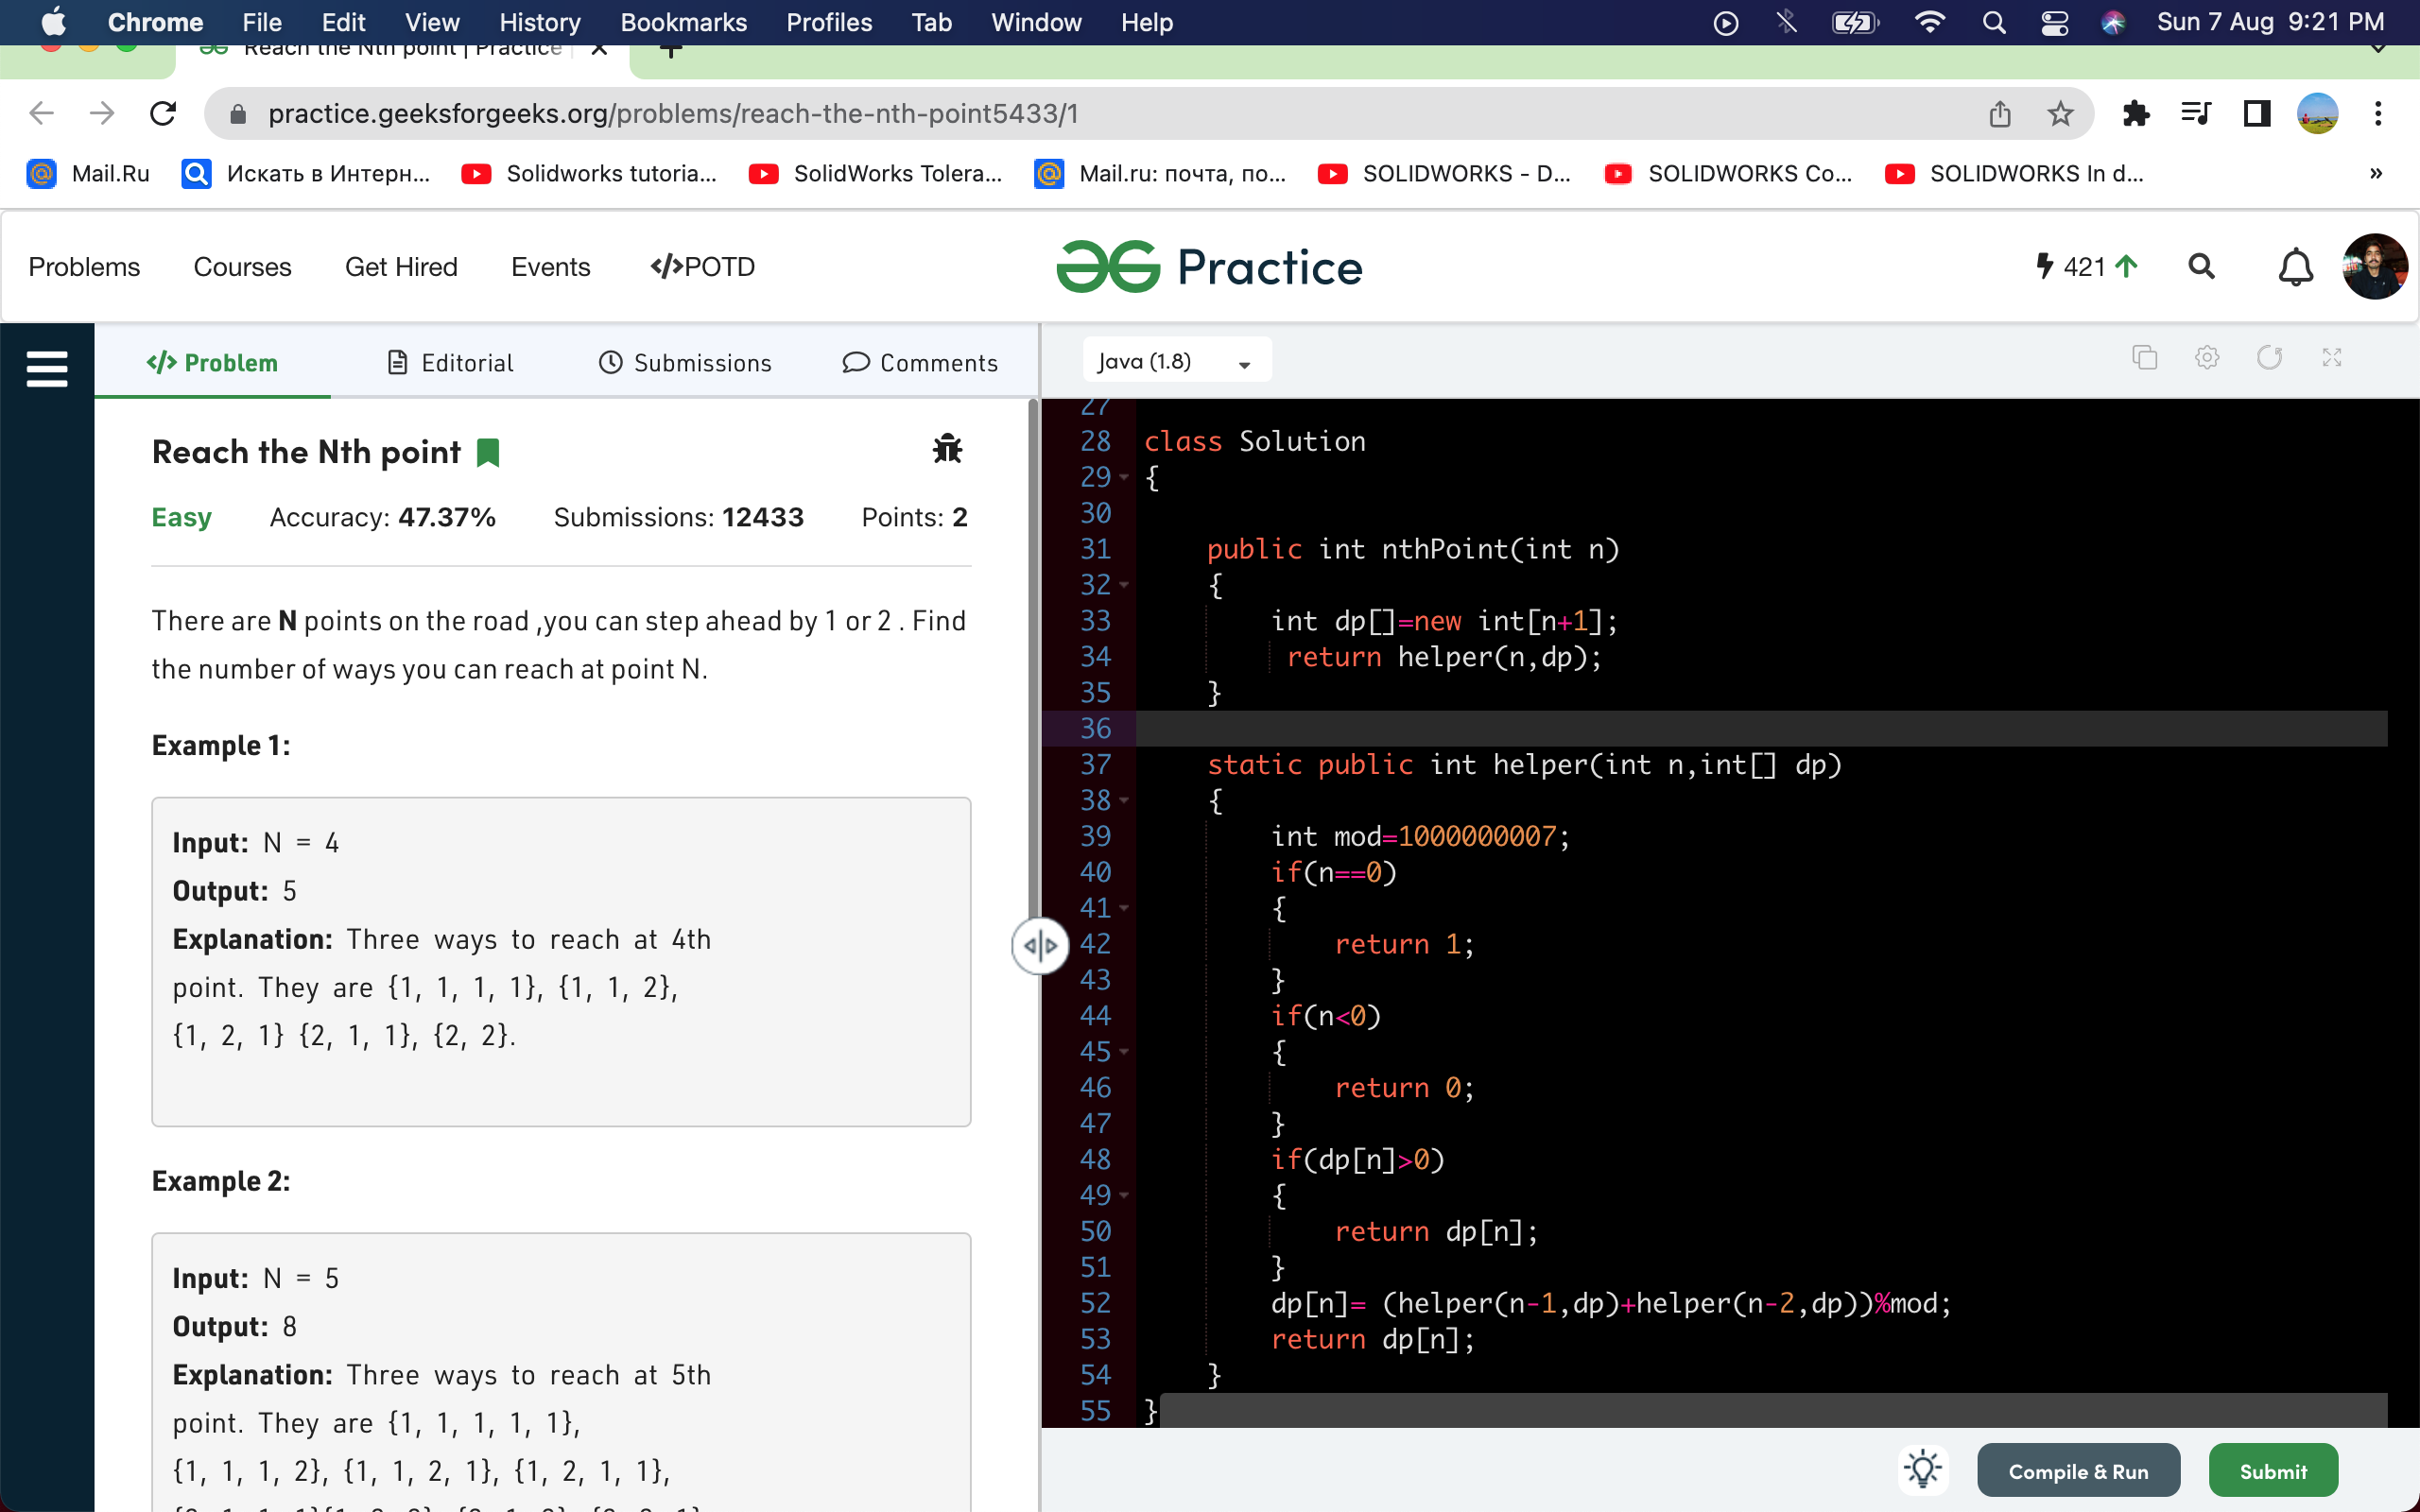 Chrome File Edit View History Bookmarks Profiles Tab Window Help Sun 7 Aug 9:21 PM
Reach the Nth point | Practice
practice.geeksforgeeks.org/problems/reach-the-nth-point5433/1
Mail.Ru Искать в Интерн... Solidworks tutoria... SolidWorks Tolera... Mail.ru: почта, по... SOLIDWORKS - D... SOLIDWORKS Co... SOLIDWORKS In d... »
Problems Courses Get Hired Events </>POTD Practice 421
</> Problem Editorial Submissions Comments
Java (1.8)
Reach the Nth point
Easy Accuracy: 47.37% Submissions: 12433 Points: 2
There are N points on the road ,you can step ahead by 1 or 2 . Find
the number of ways you can reach at point N.
Example 1:
Input: N = 4
Output: 5
Explanation: Three ways to reach at 4th
point. They are {1, 1, 1, 1}, {1, 1, 2},
{1, 2, 1} {2, 1, 1}, {2, 2}.
Example 2:
Input: N = 5
Output: 8
Explanation: Three ways to reach at 5th
point. They are {1, 1, 1, 1, 1},
{1, 1, 1, 2}, {1, 1, 2, 1}, {1, 2, 1, 1},
27
28 class Solution
29 {
30
31 public int nthPoint(int n)
32 {
33 int dp[]=new int[n+1];
34 return helper(n,dp);
35 }
36
37 static public int helper(int n,int[] dp)
38 {
39 int mod=1000000007;
40 if(n==0)
41 {
42 return 1;
43 }
44 if(n<0)
45 {
46 return 0;
47 }
48 if(dp[n]>0)
49 {
50 return dp[n];
51 }
52 dp[n]= (helper(n-1,dp)+helper(n-2,dp))%mod;
53 return dp[n];
54 }
55 }
Compile & Run Submit